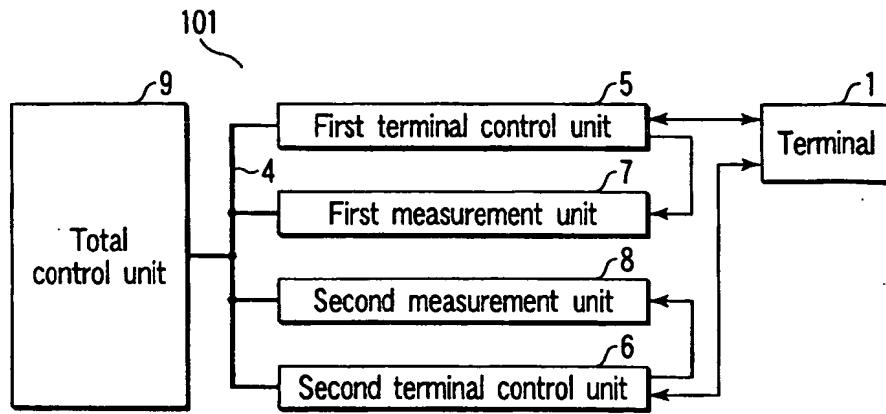 101
9
Total
control unit
4
5
First terminal control unit
7
First measurement unit
8
Second measurement unit
6
Second terminal control unit
1
Terminal